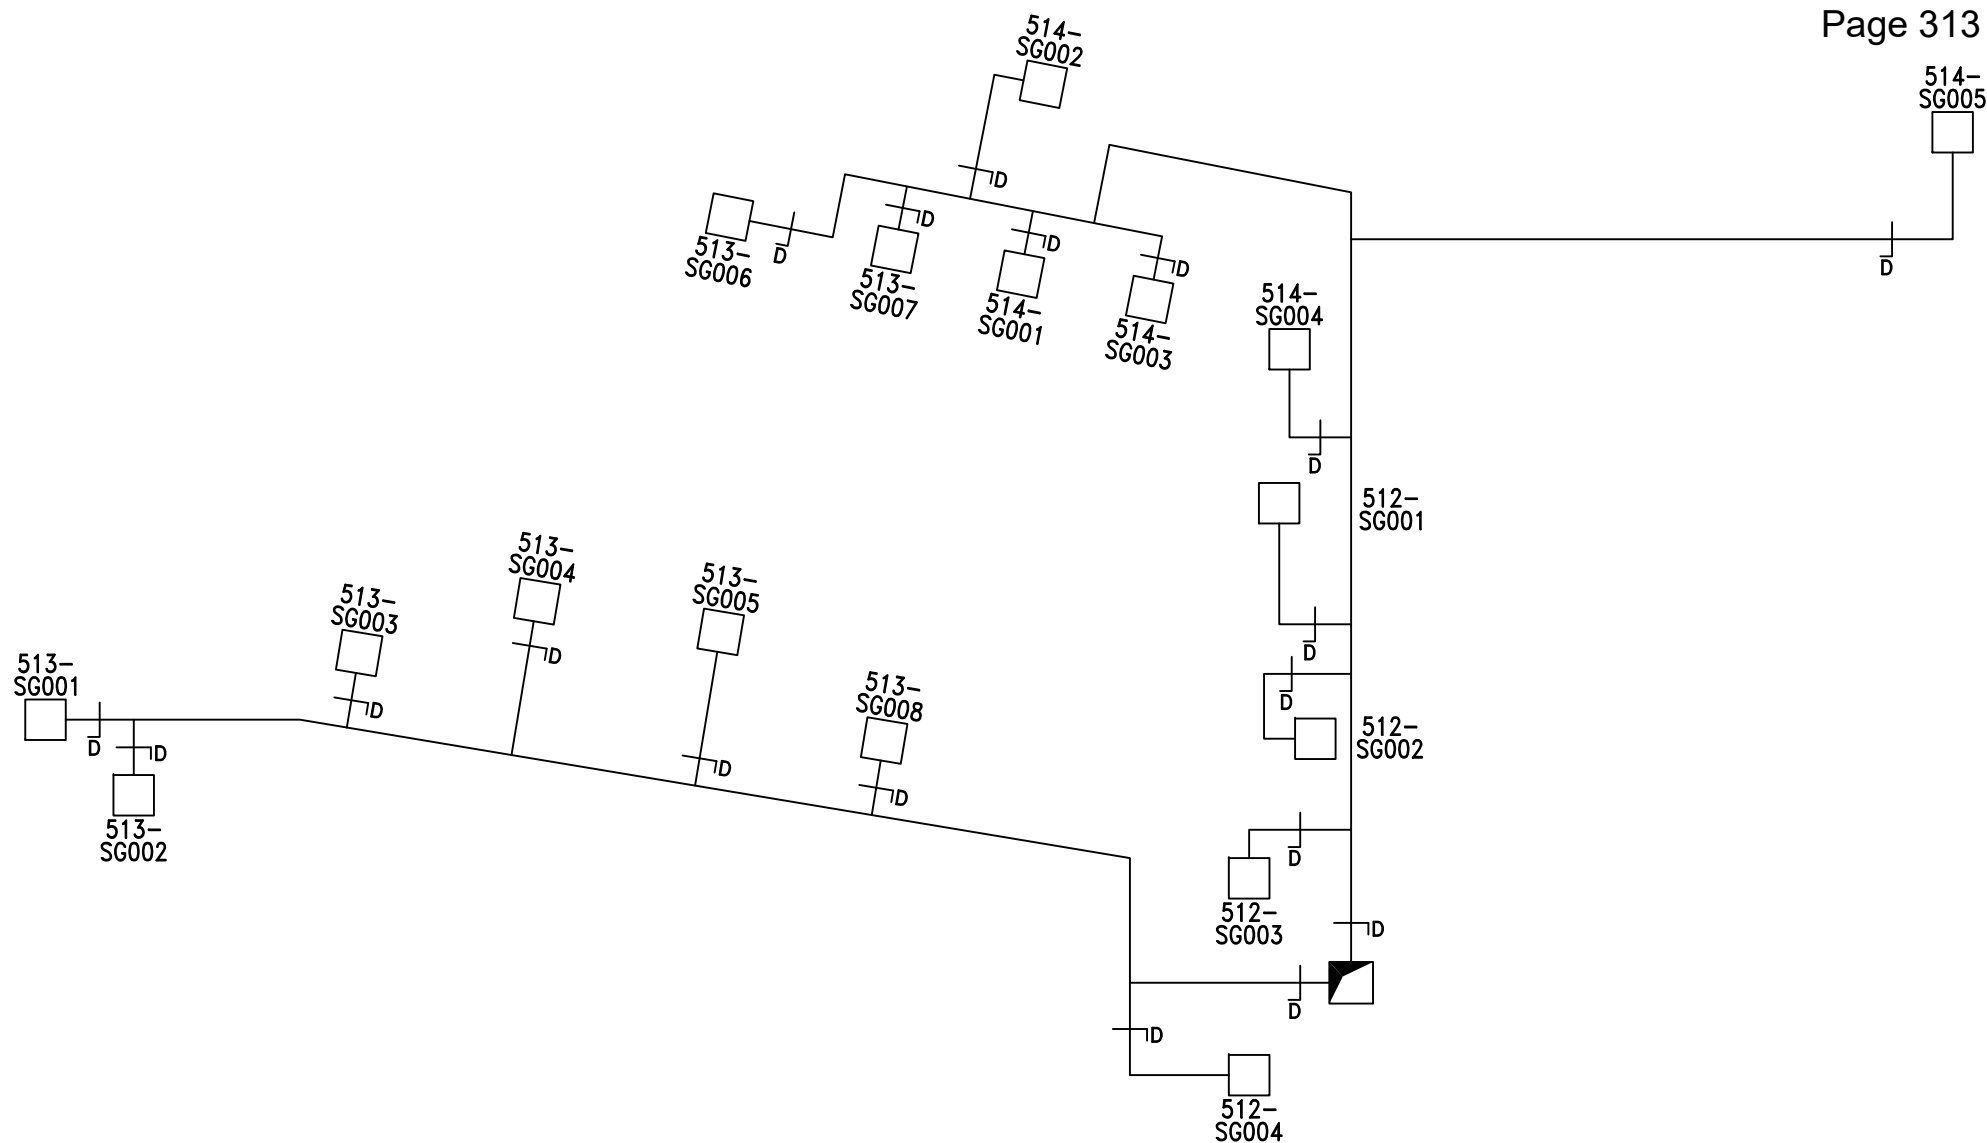 Page 313
514-
SG002
514-
SG005
D
D
D
D
D
D
D
513-
SG006
513-
SG007
514-
SG001
514-
SG003
514-
SG004
D
512-
SG001
D
513-
SG004
513-
SG005
513-
SG003
D
D
D
513-
SG001
D
D
513-
SG008
D
D
D
512-
SG002
513-
SG002
D
512-
SG003
D
D
D
512-
SG004